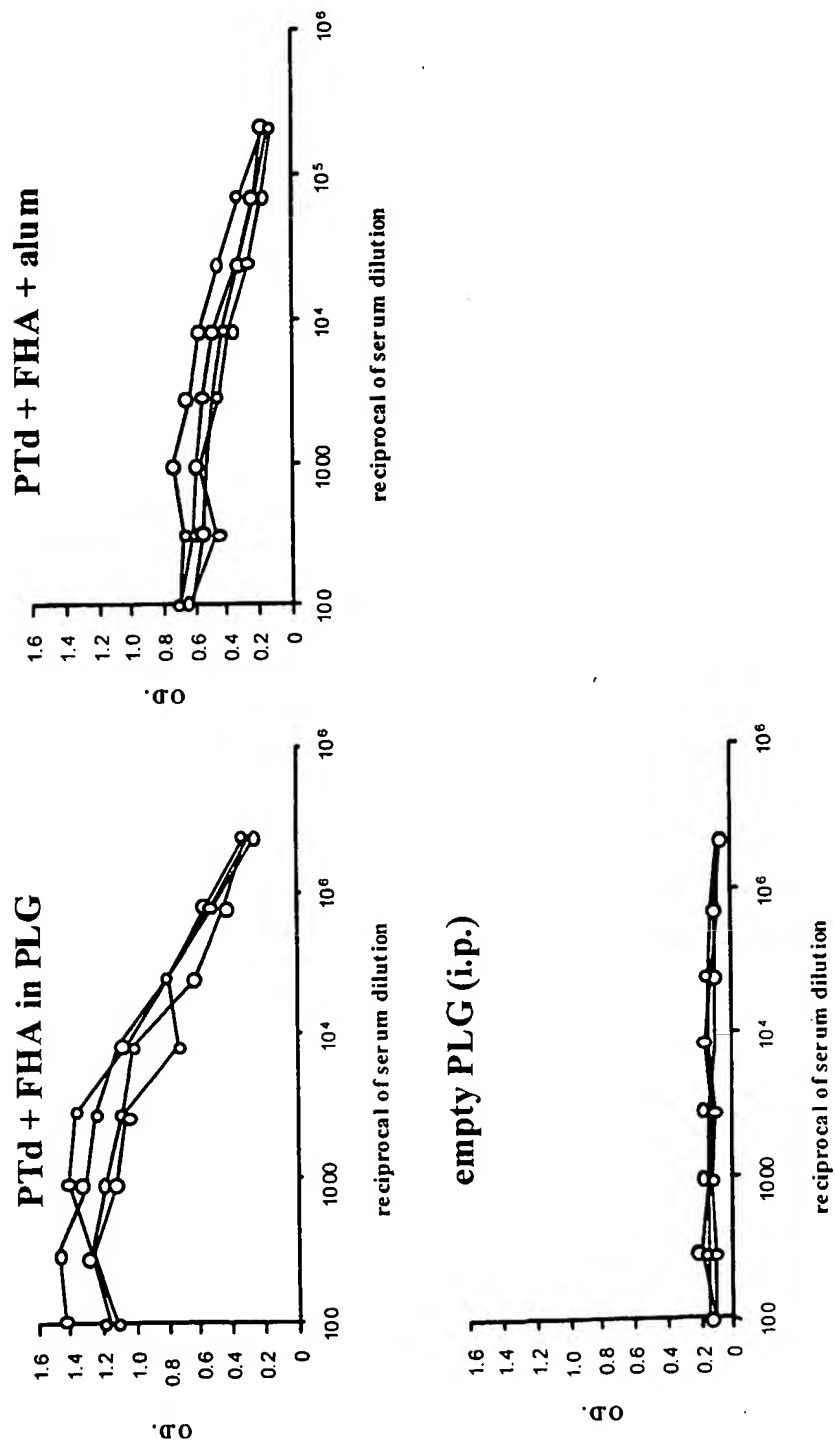 PTd + FHA in PLG
O.D.
1.6
1.4
1.2
1.0
0.8
0.6
0.4
0.2
0
100 1000 10⁴ 10⁶ 10⁶
reciprocal of serum dilution
PTd + FHA + alum
O.D.
1.6
1.4
1.2
1.0
0.8
0.6
0.4
0.2
0
100 1000 10⁴ 10⁵ 10⁶
reciprocal of serum dilution
empty PLG (i.p.)
O.D.
1.6
1.4
1.2
1.0
0.8
0.6
0.4
0.2
0
100 1000 10⁴ 10⁶ 10⁶
reciprocal of serum dilution